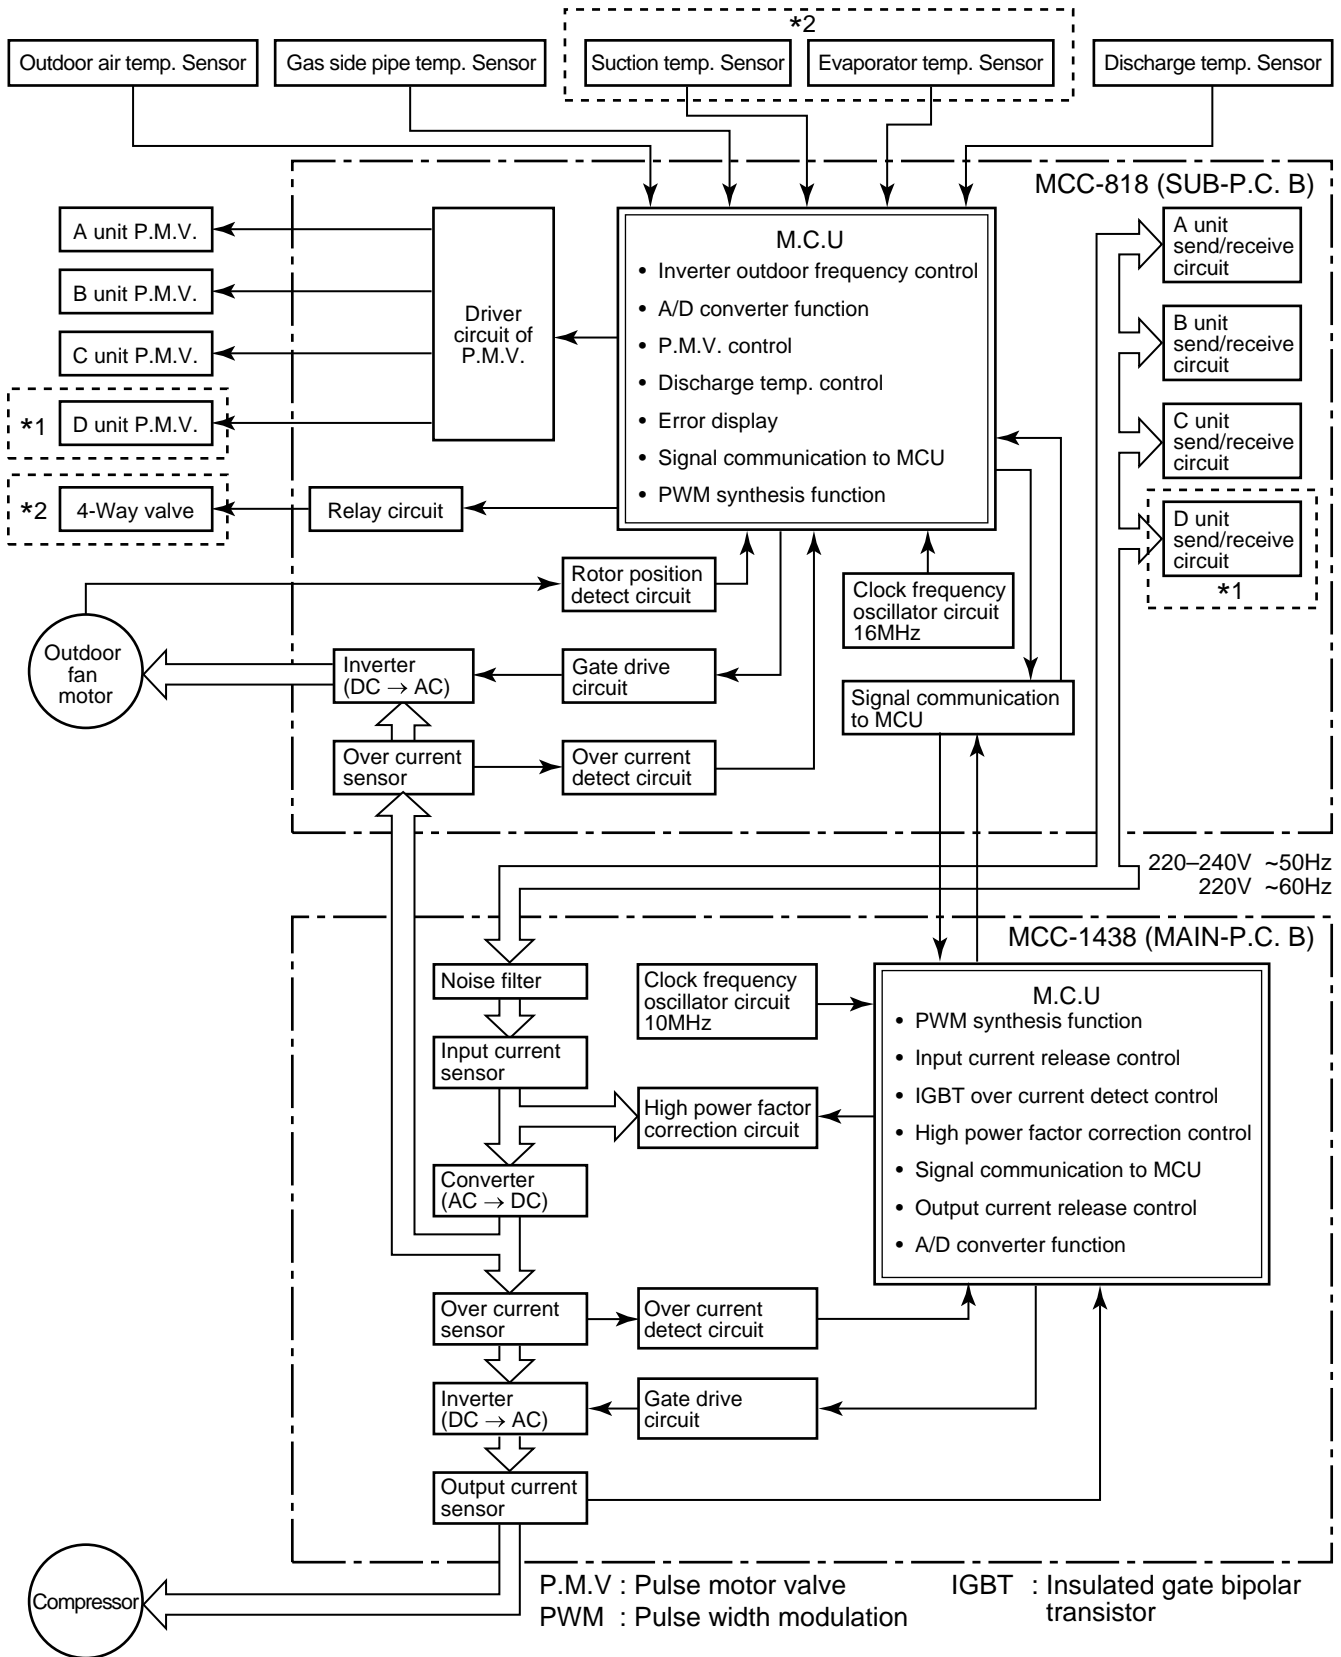 *2
Outdoor air temp. Sensor
Gas side pipe temp. Sensor
Suction temp. Sensor
Evaporator temp. Sensor
Discharge temp. Sensor
MCC-818 (SUB-P.C. B)
A unit P.M.V.
B unit P.M.V.
C unit P.M.V.
*1
D unit P.M.V.
*2
4-Way valve
Driver
circuit of
P.M.V.
Relay circuit
M.C.U
• Inverter outdoor frequency control
• A/D converter function
• P.M.V. control
• Discharge temp. control
• Error display
• Signal communication to MCU
• PWM synthesis function
A unit
send/receive
circuit
B unit
send/receive
circuit
C unit
send/receive
circuit
D unit
send/receive
circuit
*1
Rotor position
detect circuit
Clock frequency
oscillator circuit
16MHz
Outdoor
fan
motor
Inverter
(DC → AC)
Gate drive
circuit
Signal communication
to MCU
Over current
sensor
Over current
detect circuit
220–240V ~50Hz
220V ~60Hz
MCC-1438 (MAIN-P.C. B)
Noise filter
Clock frequency
oscillator circuit
10MHz
Input current
sensor
High power factor
correction circuit
Converter
(AC → DC)
M.C.U
• PWM synthesis function
• Input current release control
• IGBT over current detect control
• High power factor correction control
• Signal communication to MCU
• Output current release control
• A/D converter function
Over current
sensor
Over current
detect circuit
Inverter
(DC → AC)
Gate drive
circuit
Output current
sensor
Compressor
P.M.V : Pulse motor valve
PWM : Pulse width modulation
IGBT : Insulated gate bipolar
transistor